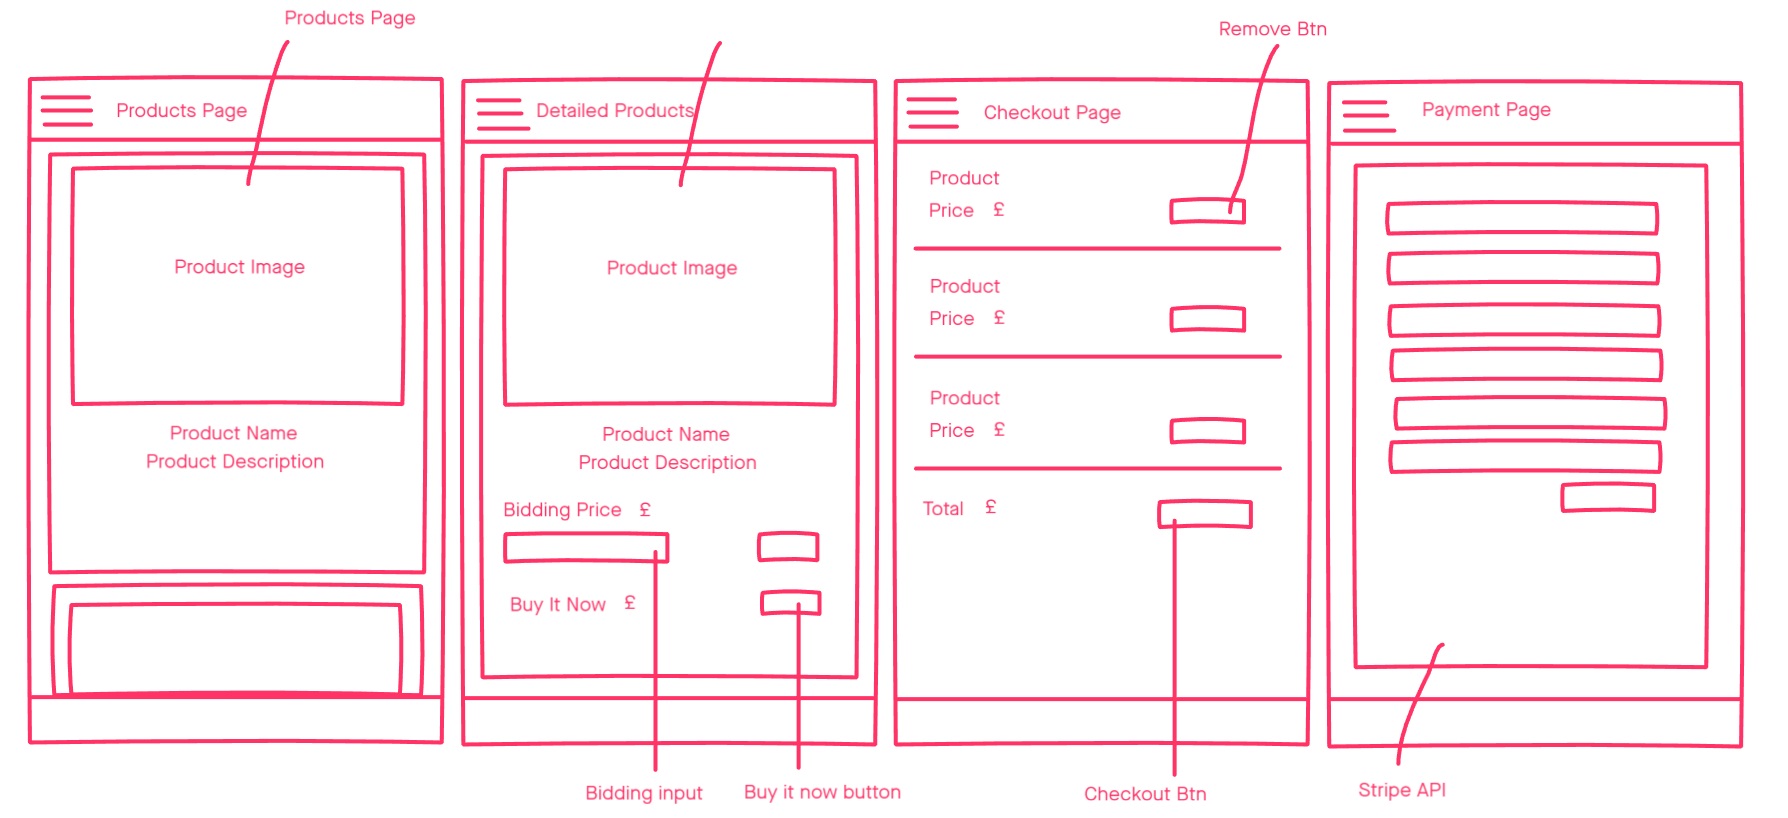 Products Page
Products Page
Product Image
Product Name
Product Description
Detailed Products
Product Image
Product Name
Product Description
Bidding Price £
Buy It Now £
Bidding input
Buy it now button
Remove Btn
Checkout Page
Product
Price £
Product
Price £
Product
Price £
Total £
Checkout Btn
Payment Page
Stripe API